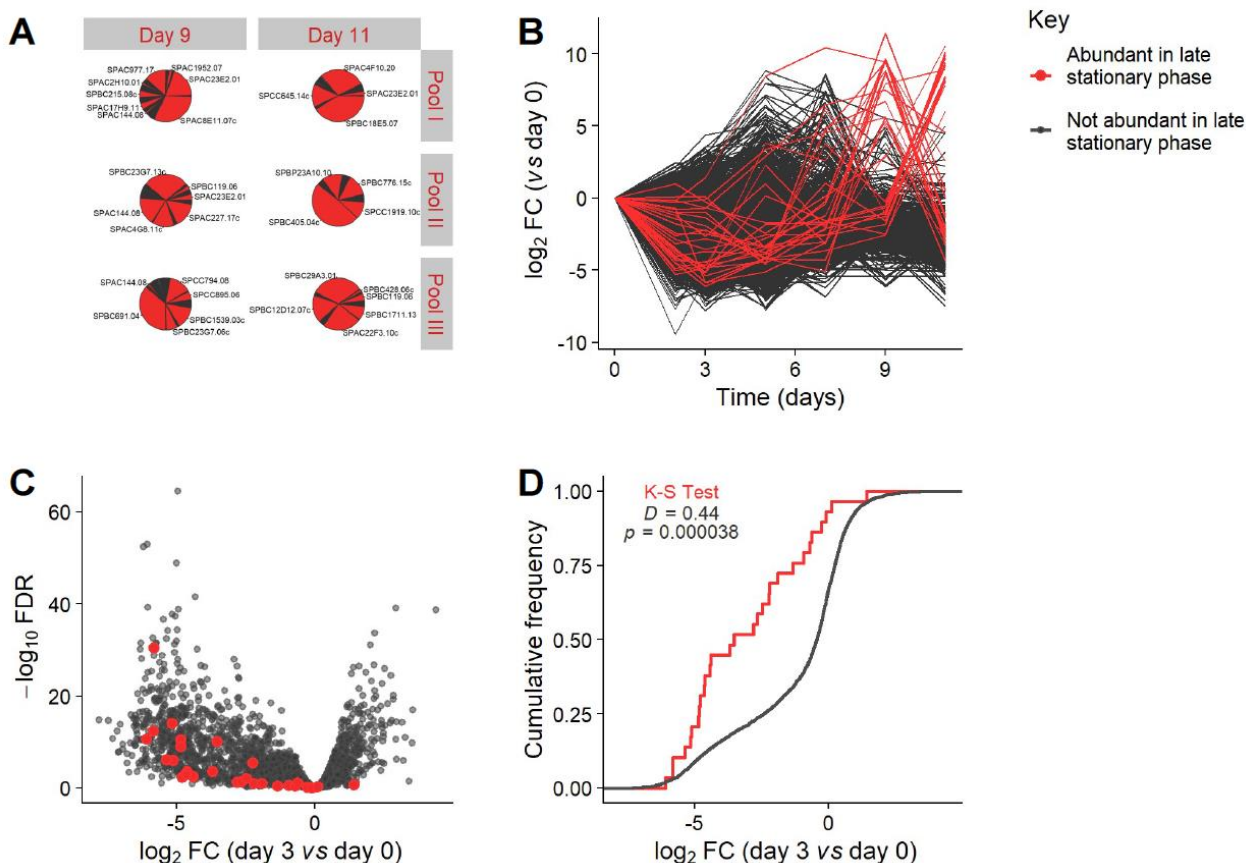 A
Day 9
Day 11
SPAC977.17
SPAC1952.07
SPAC2H10.01
SPAC23E2.01
SPBC215.08c
SPAC17H9.11
SPAC144.08
SPAC8E11.07c
SPAC4F10.20
SPCC645.14c
SPAC23E2.01
SPBC18E5.07
Pool I
SPBC23G7.13c
SPBC119.06
SPAC23E2.01
SPAC144.08
SPAC227.17c
SPAC4G8.11c
SPBP23A10.10
SPBC776.15c
SPCC1919.10c
SPBC405.04c
Pool II
SPAC144.08
SPCC794.08
SPCC895.06
SPBC691.04
SPBC1539.03c
SPBC23G7.06c
SPBC29A3.01
SPBC428.06c
SPBC119.06
SPBC12D12.07c
SPBC1711.13
SPAC22F3.10c
Pool III
B
log2 FC (vs day 0)
10
5
0
-5
-10
0
3
6
9
Time (days)
Key
Abundant in late
stationary phase
Not abundant in late
stationary phase
C
−log10 FDR
60
40
20
0
-5
0
log2 FC (day 3 vs day 0)
D
K-S Test
D = 0.44
p = 0.000038
Cumulative frequency
1.00
0.75
0.50
0.25
0.00
-5
0
log2 FC (day 3 vs day 0)